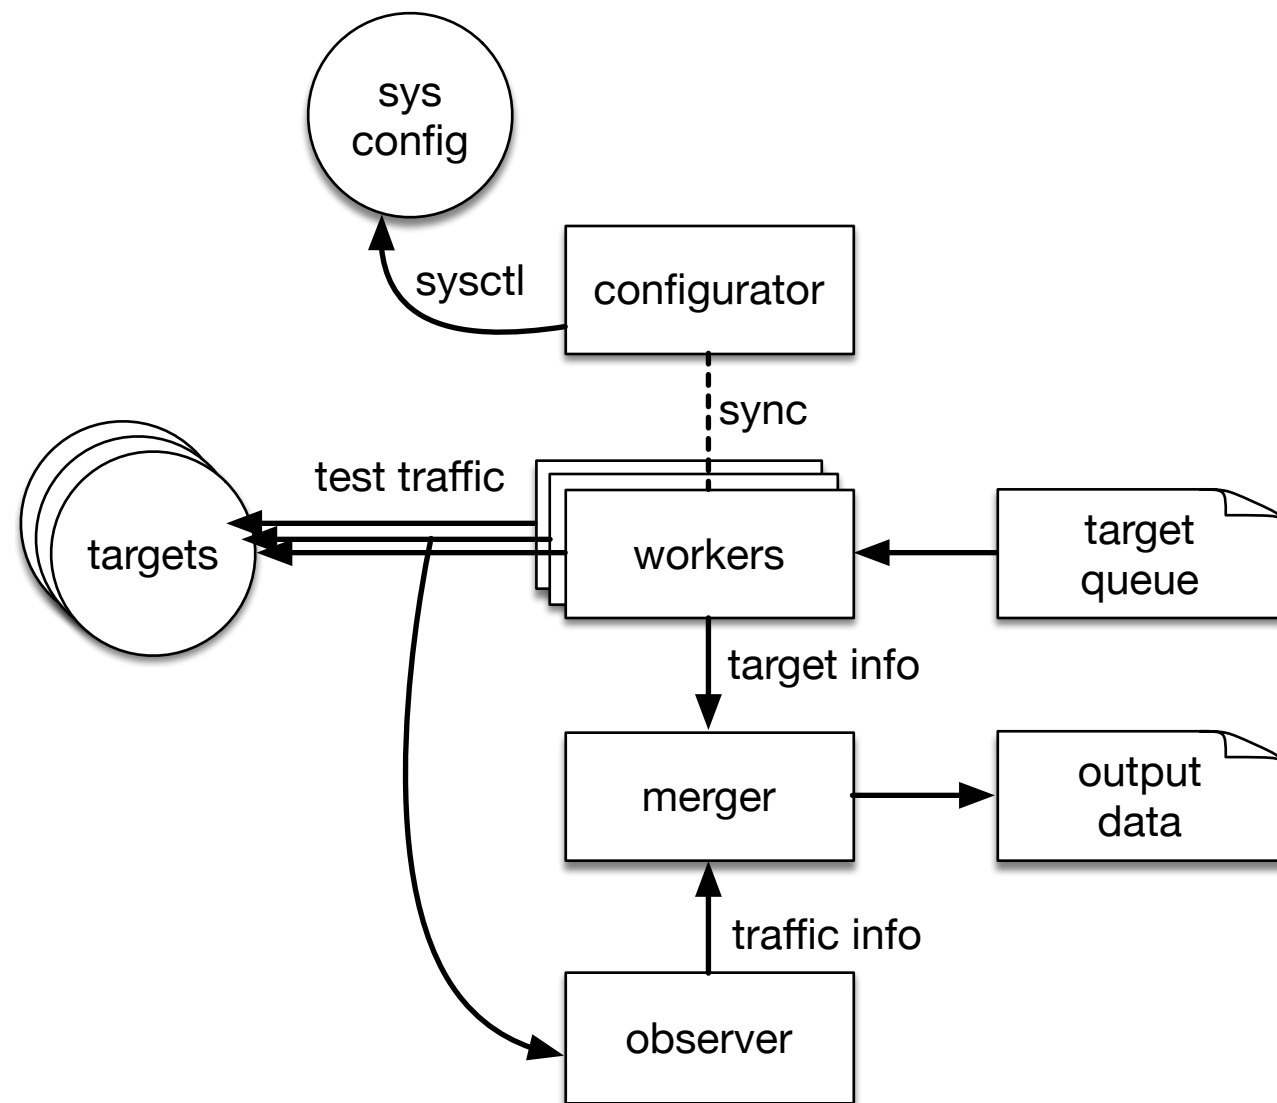 sys
config
sysctl
configurator
sync
test traffic
targets
workers
target
queue
target info
merger
output
data
traffic info
observer